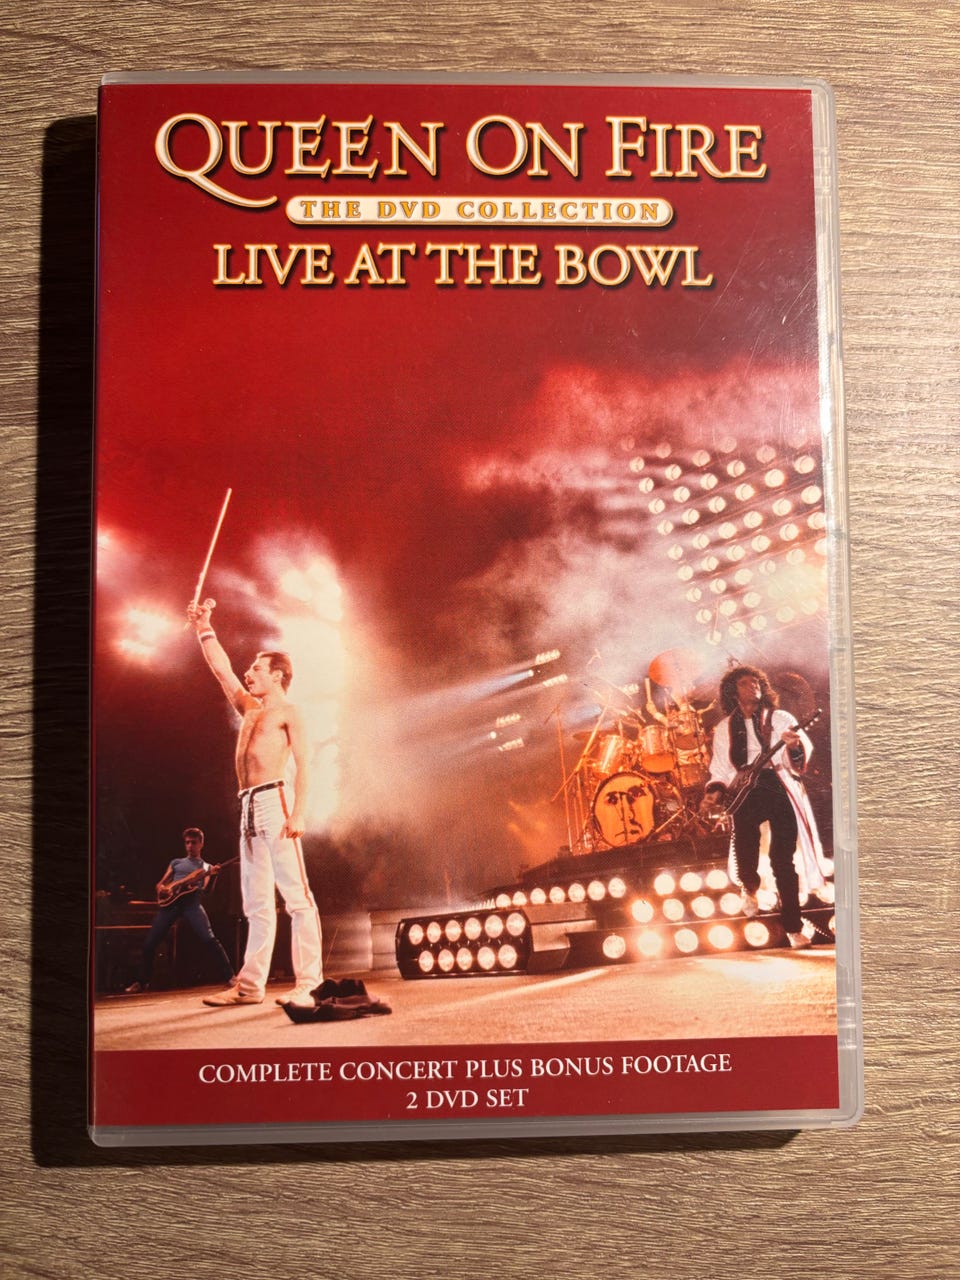 QUEEN ON FIRE
THE DVD COLLECTION
LIVE AT THE BOWL
COMPLETE CONCERT PLUS BONUS FOOTAGE
2 DVD SET